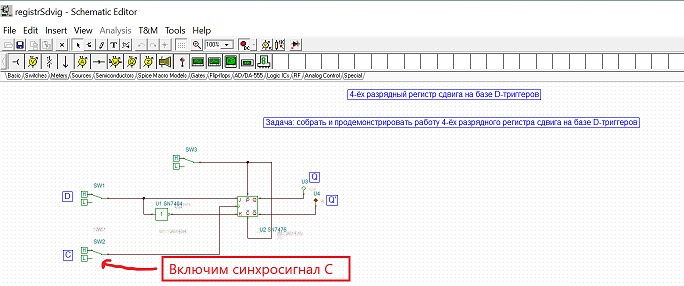 registrSdvig - Schematic Editor
File Edit Insert View Analysis T&M Tools Help
100%
Basic Switches Meters Sources Semiconductors Spice Macro Models Gates Flip-flops AD/DA-555 Logic ICs RF Analog Control Special
4-ёх разрядный регистр сдвига на базе D-триггеров
Задача: собрать и продемонстрировать работу 4-ёх разрядного регистра сдвига на базе D-триггеров
SW3
H
L
Q
U3
U4
Q'
SW1
D
H
L
J P Q
U1 SN7404
1
K C Q
U2 SN7476
SW2
C
H
L
Включим синхросигнал С